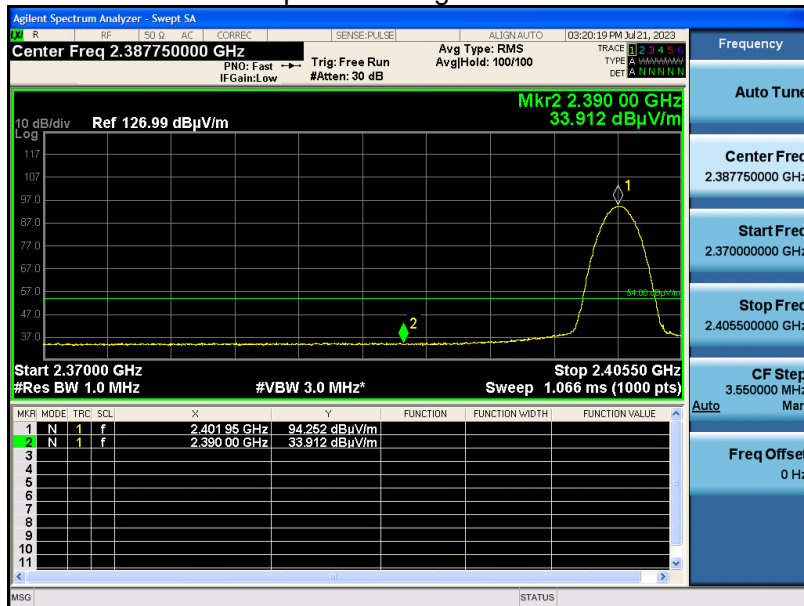 Agilent Spectrum Analyzer - Swept SA
LXI R RF 50 Ω AC CORREC SENSE:PULSE ALIGN AUTO 03:20:19 PM Jul 21, 2023
Center Freq 2.387750000 GHz Avg Type: RMS TRACE 1 2 3 4 5 6
PNO: Fast Trig: Free Run Avg|Hold: 100/100 TYPE A WWWWW
IFGain:Low #Atten: 30 dB DET A N N N N N
Mkr2 2.390 00 GHz
10 dB/div Ref 126.99 dBµV/m 33.912 dBµV/m
Log
117
107
1
97.0
87.0
77.0
67.0
57.0
54.00 dBµV/m
47.0
2
37.0
Start 2.37000 GHz Stop 2.40550 GHz
#Res BW 1.0 MHz #VBW 3.0 MHz* Sweep 1.066 ms (1000 pts)
MKR MODE TRC SCL X Y FUNCTION FUNCTION WIDTH FUNCTION VALUE
1 N 1 f 2.401 95 GHz 94.252 dBµV/m
2 N 1 f 2.390 00 GHz 33.912 dBµV/m
3
4
5
6
7
8
9
10
11
MSG STATUS
Frequency
Auto Tune
Center Freq
2.387750000 GHz
Start Freq
2.370000000 GHz
Stop Freq
2.405500000 GHz
CF Step
3.550000 MHz
Auto Man
Freq Offset
0 Hz